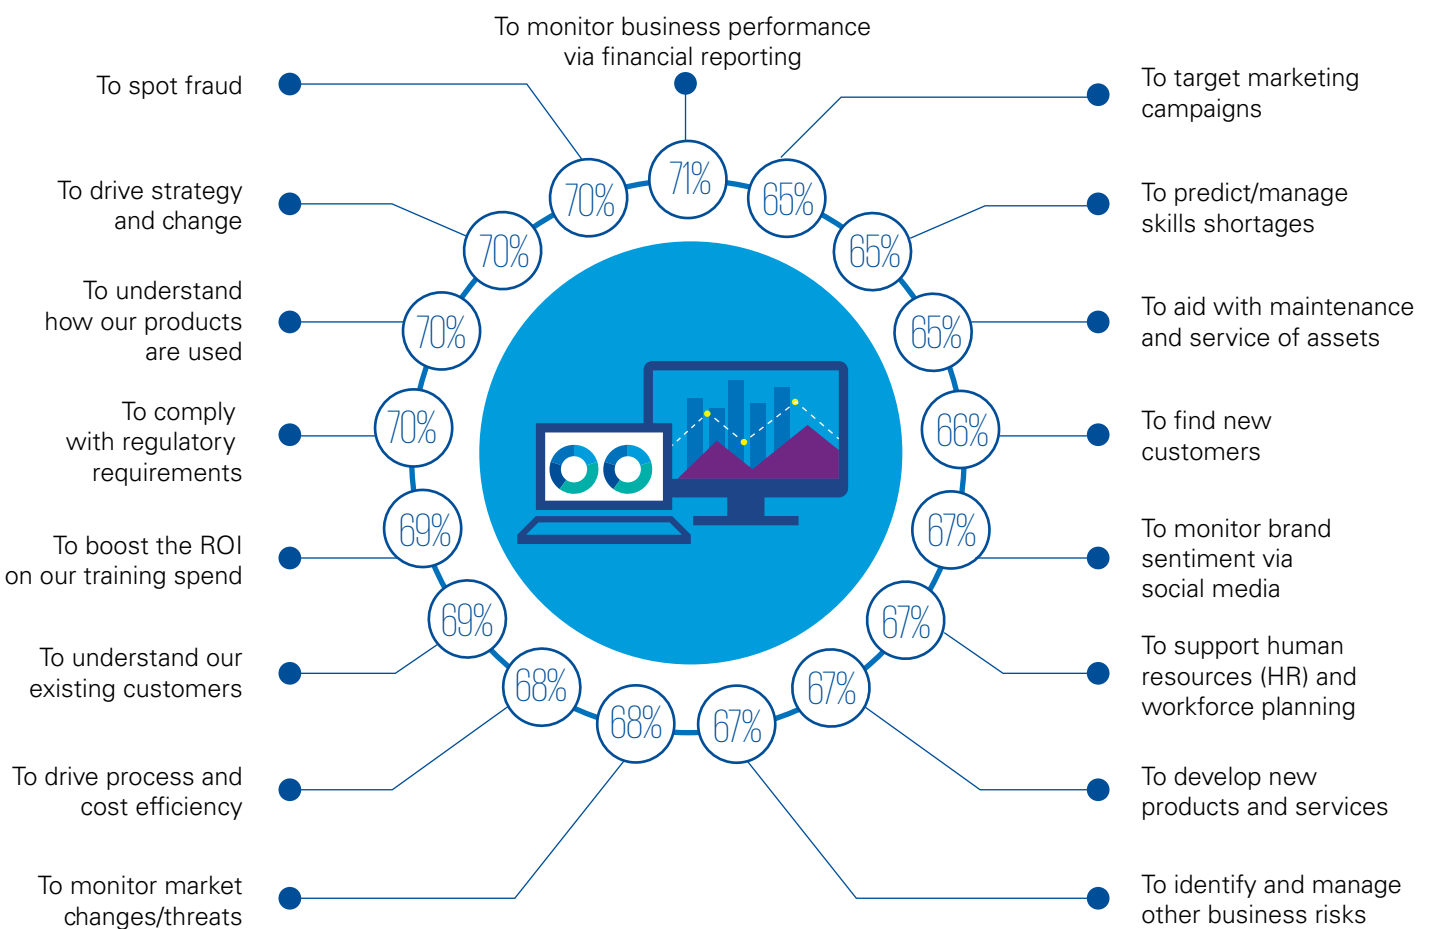 To monitor business performance
via financial reporting
71%
To spot fraud
70%
To drive strategy
and change
70%
To understand
how our products
are used
70%
To comply
with regulatory
requirements
70%
To boost the ROI
on our training spend
69%
To understand our
existing customers
69%
To drive process and
cost efficiency
68%
To monitor market
changes/threats
68%
To target marketing
campaigns
65%
To predict/manage
skills shortages
65%
To aid with maintenance
and service of assets
65%
To find new
customers
66%
To monitor brand
sentiment via
social media
67%
To support human
resources (HR) and
workforce planning
67%
To develop new
products and services
67%
To identify and manage
other business risks
67%